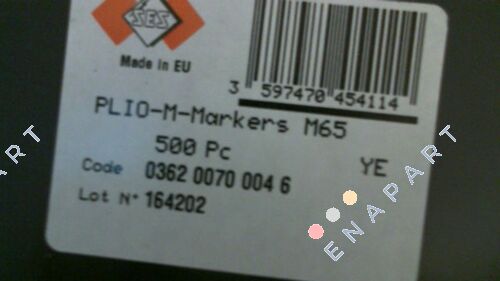 SES
Made in EU
3 597470 454114
PLIO-M-Markers M65
500 Pc
YE
Code 0362 0070 004 6
Lot N° 164202
ENAPART
ART